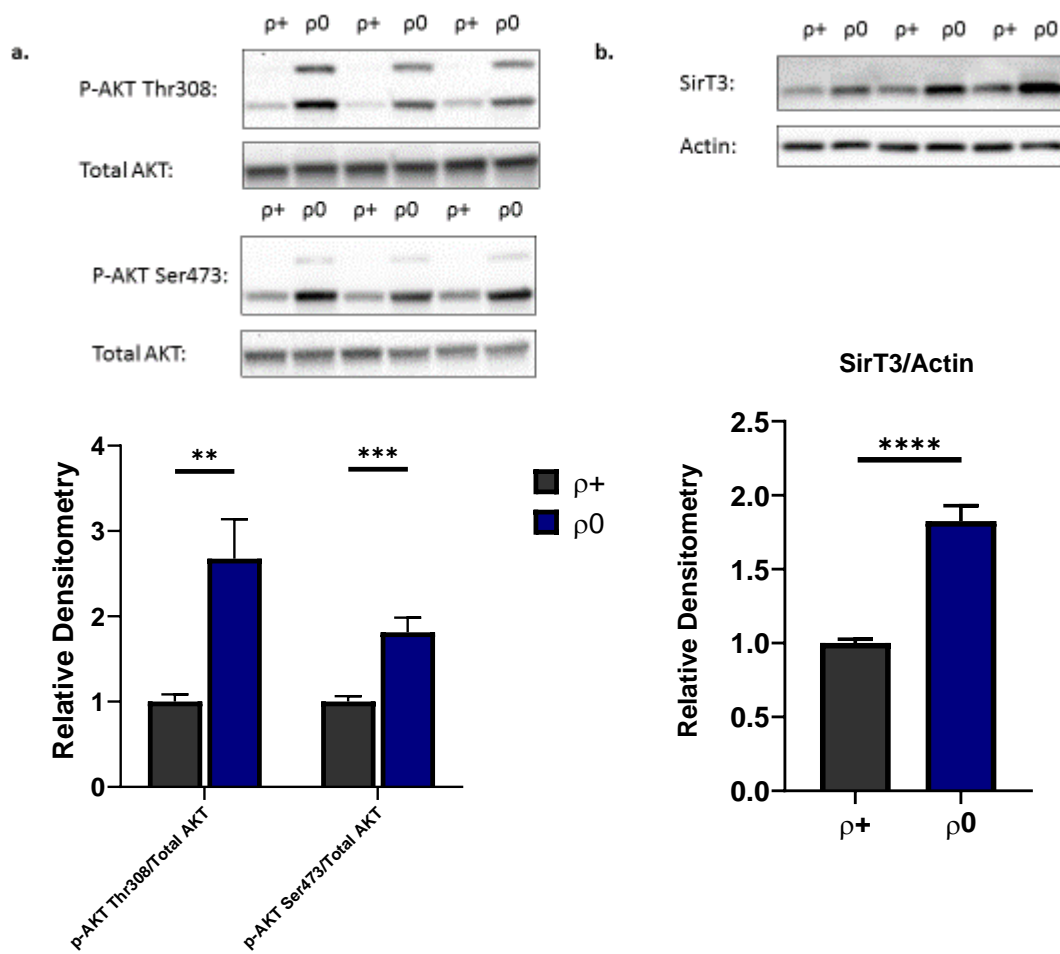 a.
ρ+ ρ0 ρ+ ρ0 ρ+ ρ0
P-AKT Thr308:
Total AKT:
ρ+ ρ0 ρ+ ρ0 ρ+ ρ0
P-AKT Ser473:
Total AKT:
Relative Densitometry
4
3
2
1
0
** ***
p-AKT Thr308/Total AKT
p-AKT Ser473/Total AKT
ρ+
ρ0
b.
ρ+ ρ0 ρ+ ρ0 ρ+ ρ0
SirT3:
Actin:
SirT3/Actin
Relative Densitometry
2.5
2.0
1.5
1.0
0.5
0.0
****
ρ+ ρ0